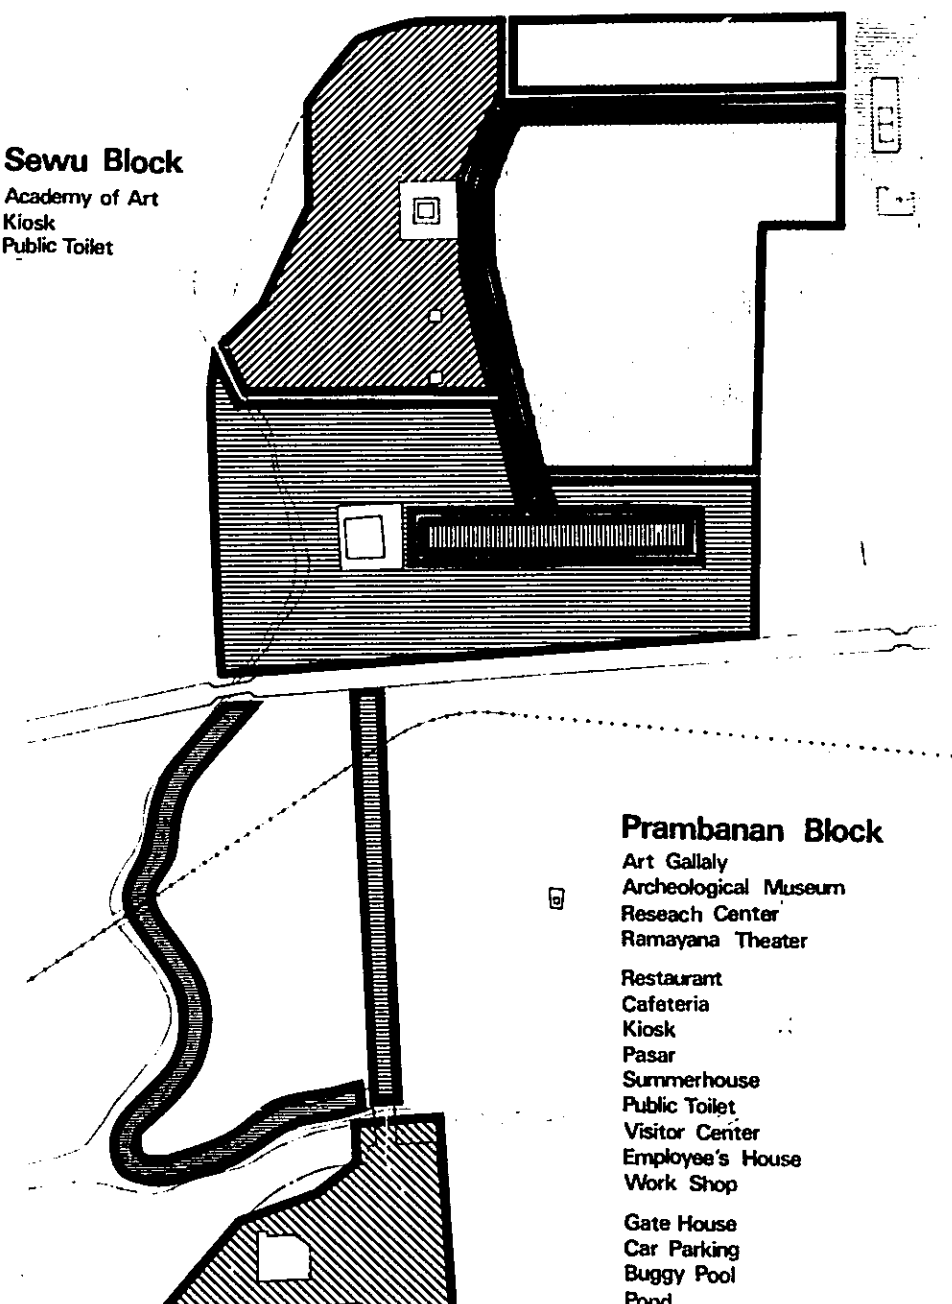 Sewu Block
Academy of Art
Kiosk
Public Toilet
Prambanan Block
Art Gallaly
Archeological Museum
Reseach Center
Ramayana Theater
Restaurant
Cafeteria
Kiosk
Pasar
Summerhouse
Public Toilet
Visitor Center
Employee's House
Work Shop
Gate House
Car Parking
Buggy Pool
Pond